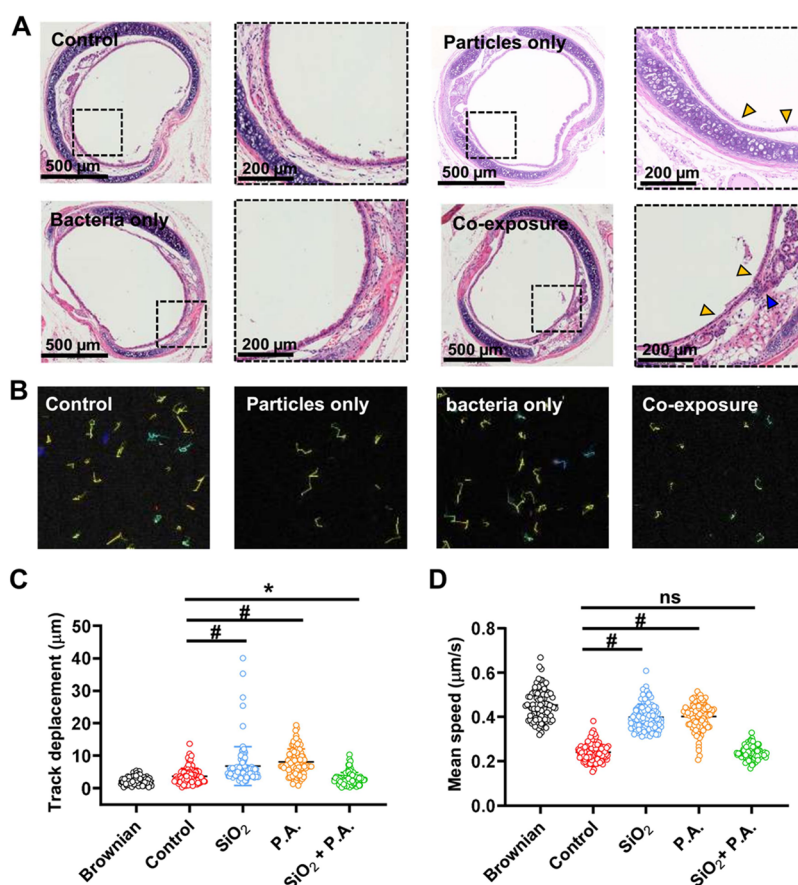 A
Control
Particles only
500 µm
200 µm
500 µm
200 µm
Bacteria only
Co-exposure
500 µm
200 µm
500 µm
200 µm
B
Control
Particles only
bacteria only
Co-exposure
C
D
*
#
#
ns
#
#
Track deplacement (µm)
50
40
30
20
10
0
Brownian
Control
SiO₂
P.A.
SiO₂ + P.A.
Mean speed (µm/s)
0.8
0.6
0.4
0.2
0.0
Brownian
Control
SiO₂
P.A.
SiO₂ + P.A.